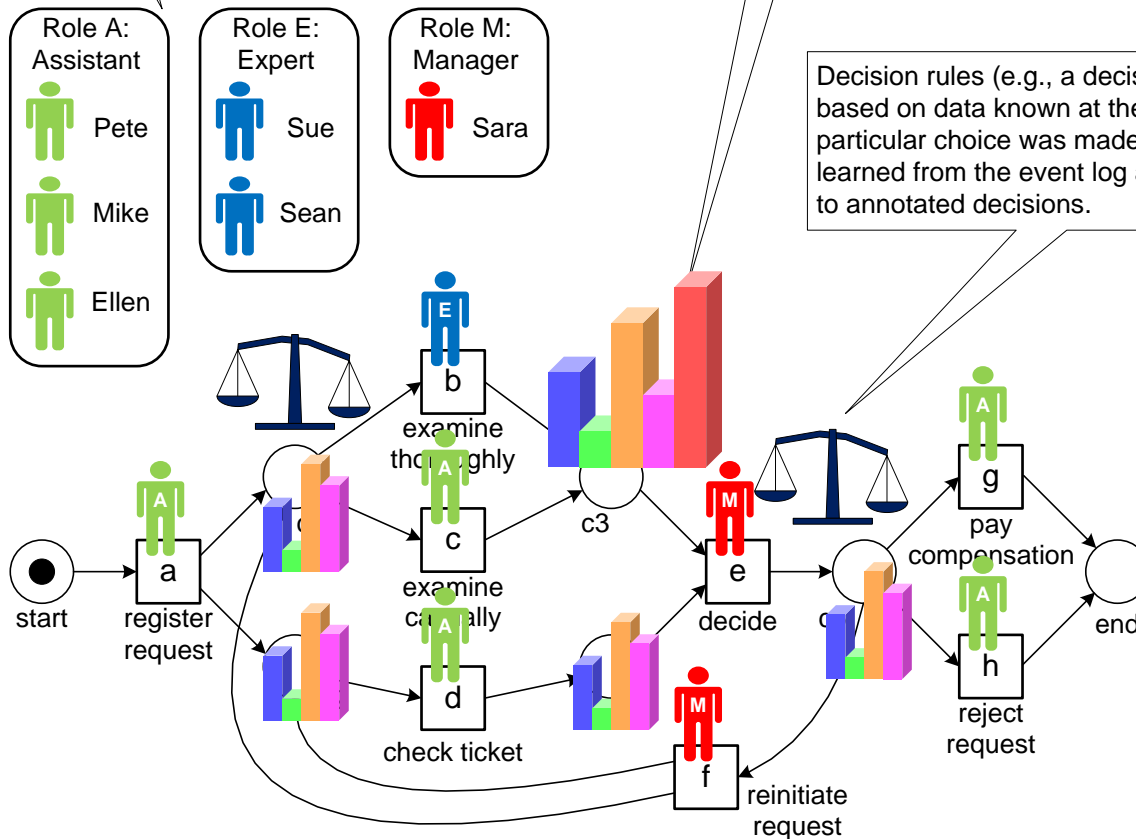 Role A:
Assistant
Pete
Mike
Ellen
Role E:
Expert
Sue
Sean
Role M:
Manager
Sara
Decision rules (e.g., a decis
based on data known at the
particular choice was made
learned from the event log a
to annotated decisions.
E
b
examine
thoroughly
A
c
examine
casually
A
d
check ticket
A
a
register
request
start
c3
M
e
decide
M
f
reinitiate
request
A
g
pay
compensation
A
h
reject
request
end